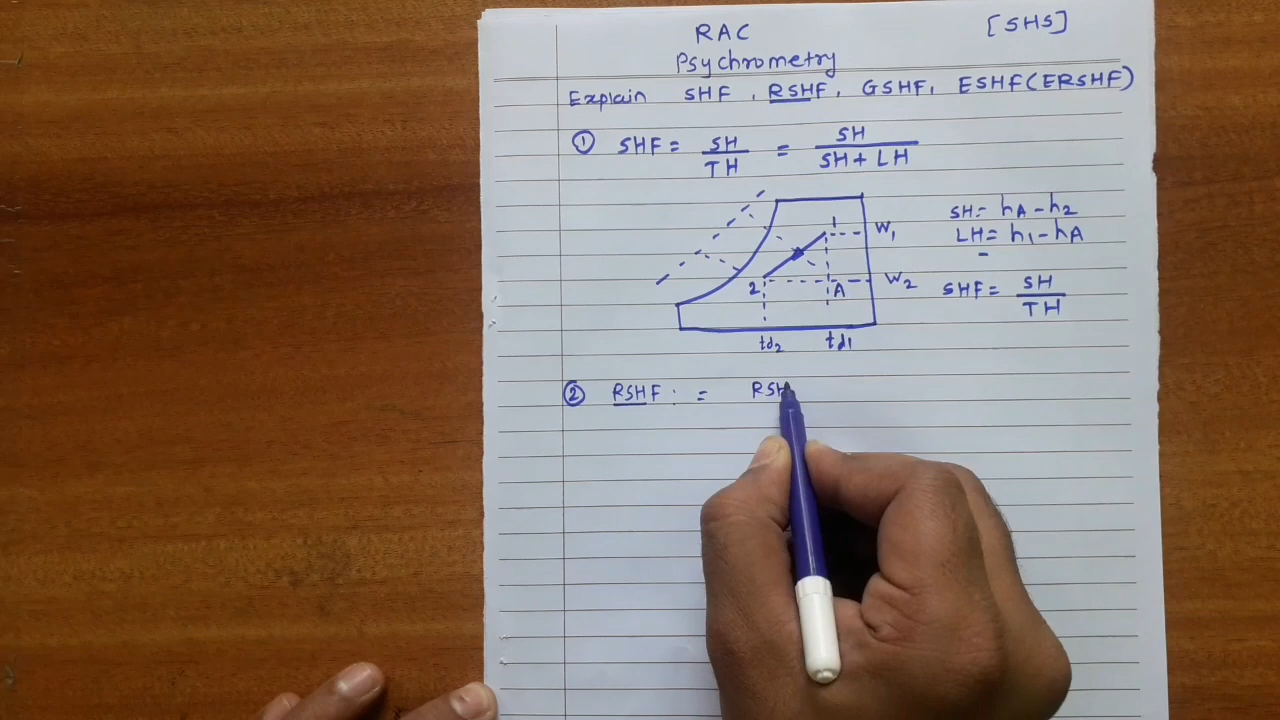 RAC [SHS]
Psychrometry
Explain SHF, RSHF, GSHF, ESHF(ERSHF)
① SHF = SH/TH = SH/SH + LH
SH = hA - h2
LH = h1 - hA
SHF = SH/TH
1 W1
2 A W2
td2 td1
② RSHF : = RSH